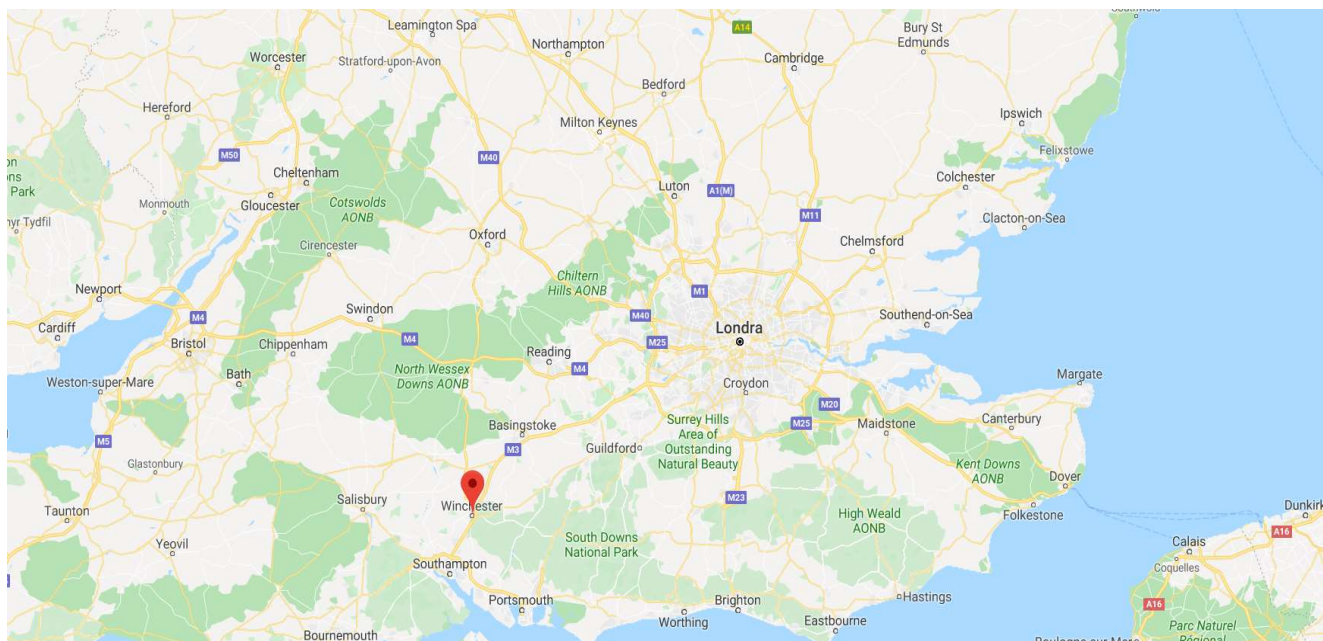 Southwold
Leamington Spa
A14
Bury St
Edmunds
Northampton
Worcester
Stratford-upon-Avon
Cambridge
Bedford
Hereford
Ipswich
Milton Keynes
M50
M40
Felixstowe
Cheltenham
Park
Luton
A1(M)
Colchester
Gloucester
Monmouth
Cotswolds
AONB
M11
Clacton-on-Sea
Tydfil
Oxford
Chelmsford
Cirencester
Chiltern
Hills AONB
Newport
M1
Swindon
M4
M40
Southend-on-Sea
Cardiff
Londra
M4
M25
Bristol
Chippenham
Reading
M4
North Wessex
Downs AONB
Margate
Weston-super-Mare
Bath
Croydon
M20
Surrey Hills
Area of
Outstanding
Natural Beauty
M25
Canterbury
Basingstoke
Maidstone
M5
M3
Guildford
Glastonbury
Kent Downs
AONB
Dover
Salisbury
Winchester
M23
Dunkirk
Taunton
High Weald
AONB
Folkestone
South Downs
National Park
A16
Yeovil
Calais
Southampton
Coquelles
Hastings
Portsmouth
Brighton
A16
Worthing
Eastbourne
Parc Naturel
Régional
Bournemouth